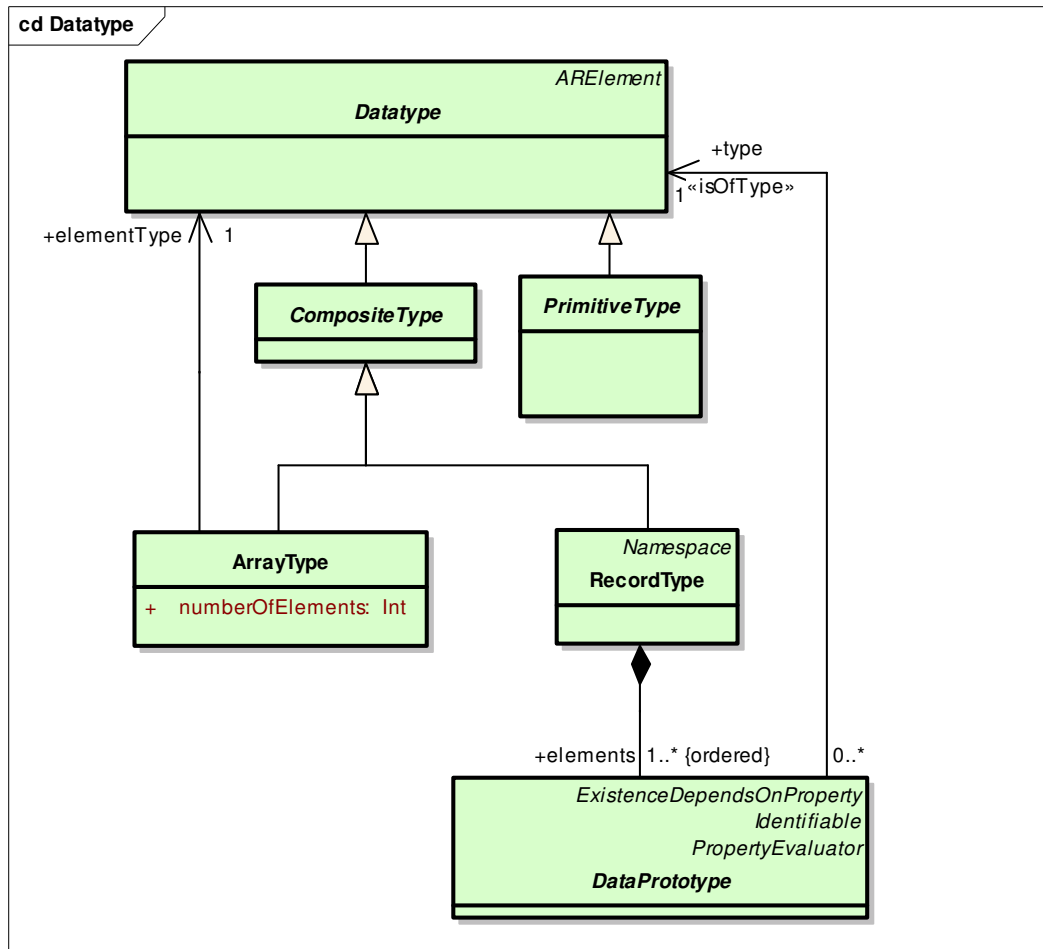 cd Datatype
ARElement
Datatype
+type
1 «isOfType»
+elementType 1
CompositeType
PrimitiveType
ArrayType
+ numberOfElements: Int
Namespace
RecordType
+elements 1..* {ordered} 0..*
ExistenceDependsOnProperty
Identifiable
PropertyEvaluator
DataPrototype